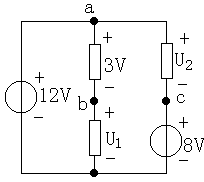 a
+ + +
3V U₂
− −
+ 12V b c
− + +
U₁ 8V
− −